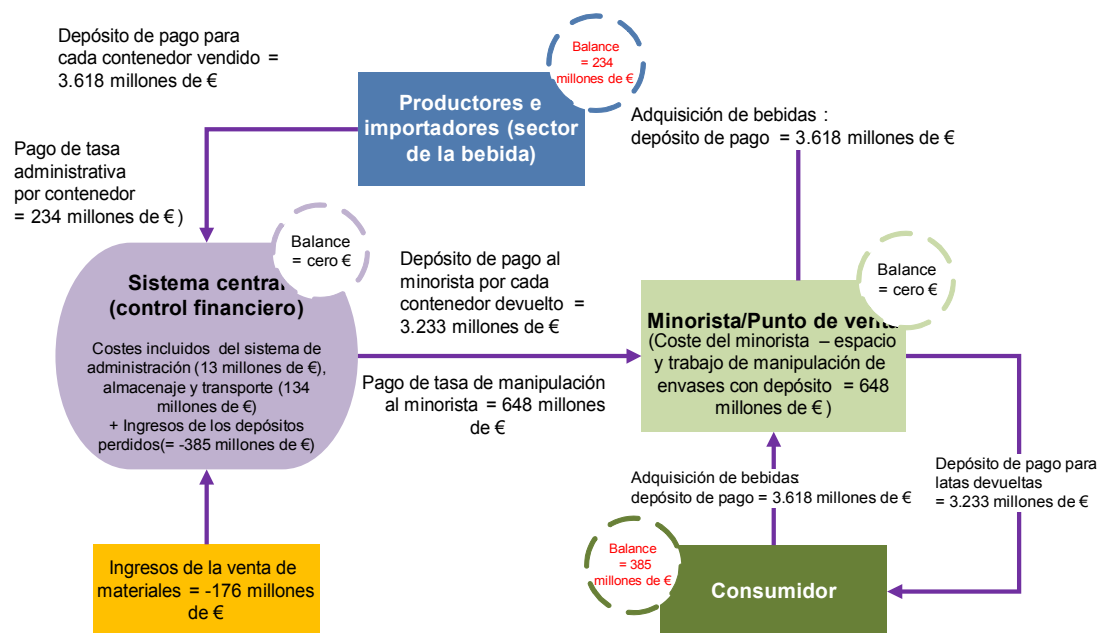 Depósito de pago para
cada contenedor vendido =
3.618 millones de €
Balance
= 234
millones de €
Productores e
importadores (sector
de la bebida)
Adquisición de bebidas :
depósito de pago = 3.618 millones de €
Pago de tasa
administrativa
por contenedor
= 234 millones de € )
Balance
= cero €
Sistema central
(control financiero)
Costes incluidos del sistema de
administración (13 millones de €),
almacenaje y transporte (134
millones de €)
+ Ingresos de los depósitos
perdidos(= -385 millones de €)
Depósito de pago al
minorista por cada
contenedor devuelto =
3.233 millones de €
Pago de tasa de manipulación
al minorista = 648 millones
de €
Balance
= cero €
Minorista/Punto de venta
(Coste del minorista – espacio
y trabajo de manipulación de
envases con depósito = 648
millones de € )
Adquisición de bebidas:
depósito de pago = 3.618 millones de €
Depósito de pago para
latas devueltas
= 3.233 millones de €
Ingresos de la venta de
materiales = -176 millones
de €
Balance
= 385
millones de €
Consumidor